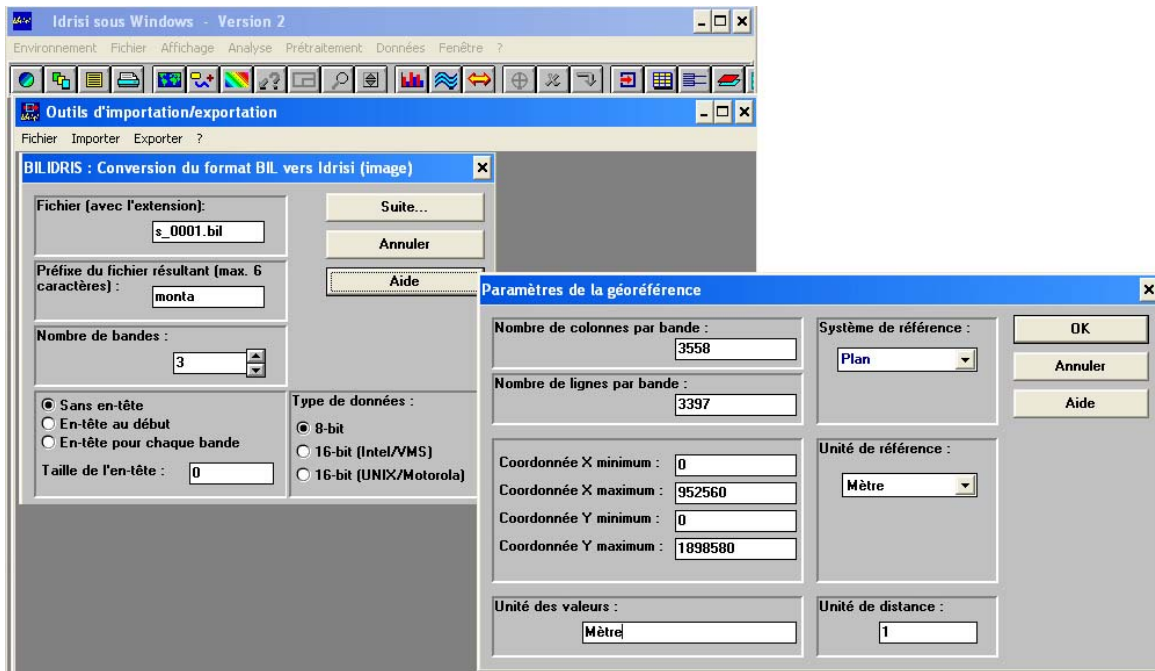 Idrisi sous Windows - Version 2
Environnement Fichier Affichage Analyse Prétraitement Données Fenêtre ?
Outils d'importation/exportation
Fichier Importer Exporter ?
BILIDRIS : Conversion du format BIL vers Idrisi (image)
Fichier (avec l'extension):
s_0001.bil
Préfixe du fichier résultant (max. 6
caractères) :
monta
Nombre de bandes :
3
Sans en-tête
En-tête au début
En-tête pour chaque bande
Taille de l'en-tête : 0
Type de données :
8-bit
16-bit (Intel/VMS)
16-bit (UNIX/Motorola)
Suite...
Annuler
Aide
Paramètres de la géoréférence
Nombre de colonnes par bande :
3558
Nombre de lignes par bande :
3397
Coordonnée X minimum : 0
Coordonnée X maximum : 952560
Coordonnée Y minimum : 0
Coordonnée Y maximum : 1898580
Unité des valeurs :
Mètre
Système de référence :
Plan
Unité de référence :
Mètre
Unité de distance :
1
OK
Annuler
Aide